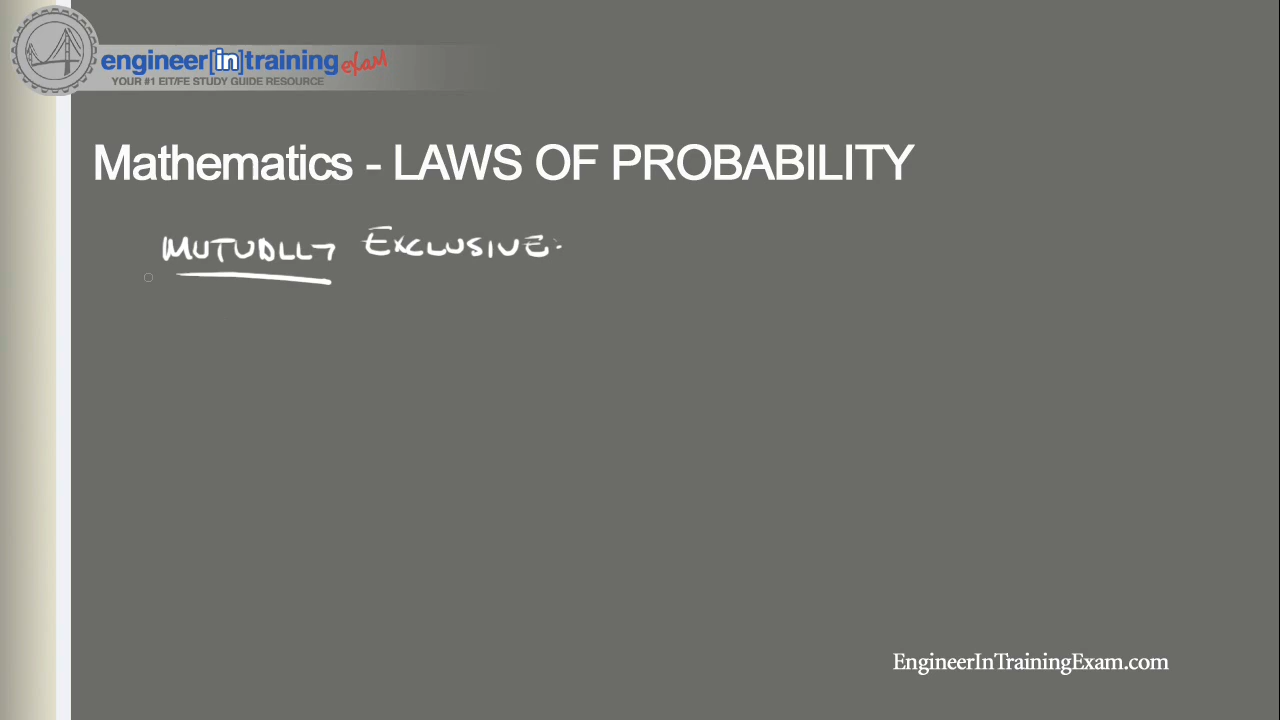 engineer[in]training exam
YOUR #1 EIT/FE STUDY GUIDE RESOURCE
Mathematics - LAWS OF PROBABILITY
MUTUALLY EXCLUSIVE:
EngineerInTrainingExam.com